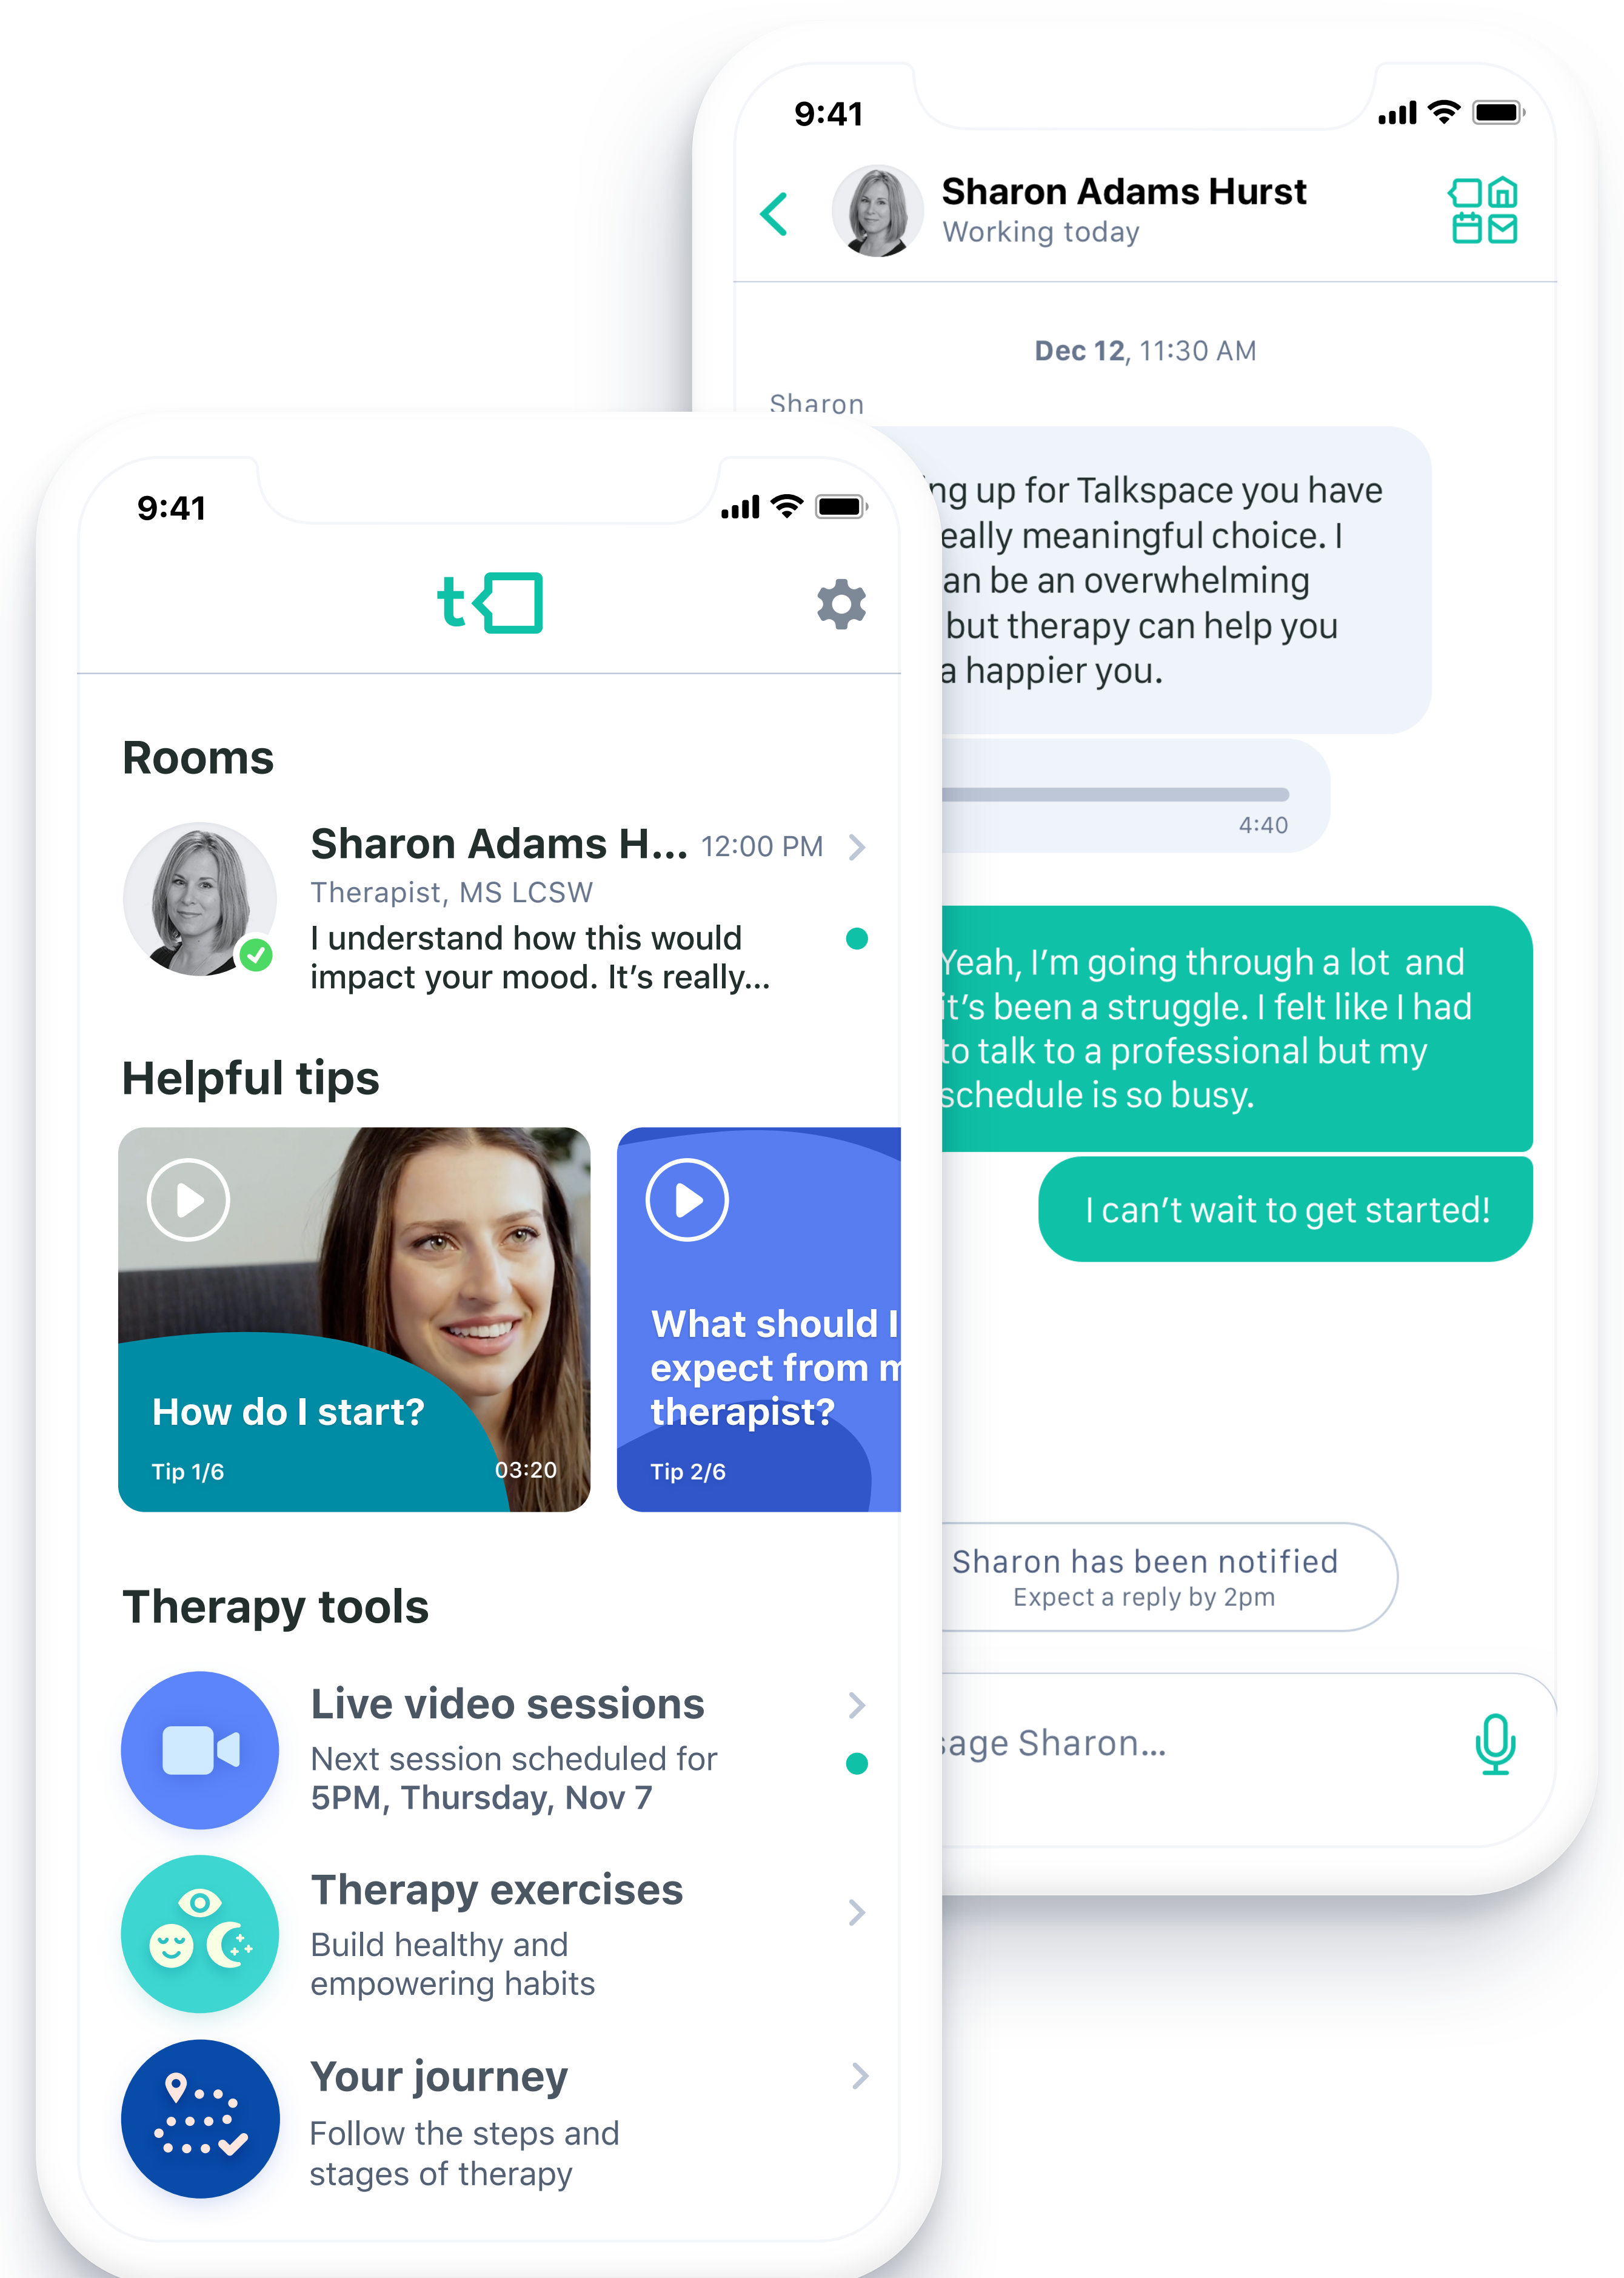 9:41
Sharon Adams Hurst
Working today
Dec 12, 11:30 AM
Sharon
up for Talkspace you have
meaningful choice. I
be an overwhelming
but therapy can help you
a happier you.
4:40
Yeah, I'm going through a lot and
it's been a struggle. I felt like I had
to talk to a professional but my
schedule is so busy.
I can't wait to get started!
Sharon has been notified
Expect a reply by 2pm
Sharon...
9:41
t
Rooms
Sharon Adams H... 12:00 PM
Therapist, MS LCSW
I understand how this would
impact your mood. It's really...
Helpful tips
How do I start?
Tip 1/6
03:20
What should I
expect from
therapist?
Tip 2/6
Therapy tools
Live video sessions
Next session scheduled for
5PM, Thursday, Nov 7
Therapy exercises
Build healthy and
empowering habits
Your journey
Follow the steps and
stages of therapy